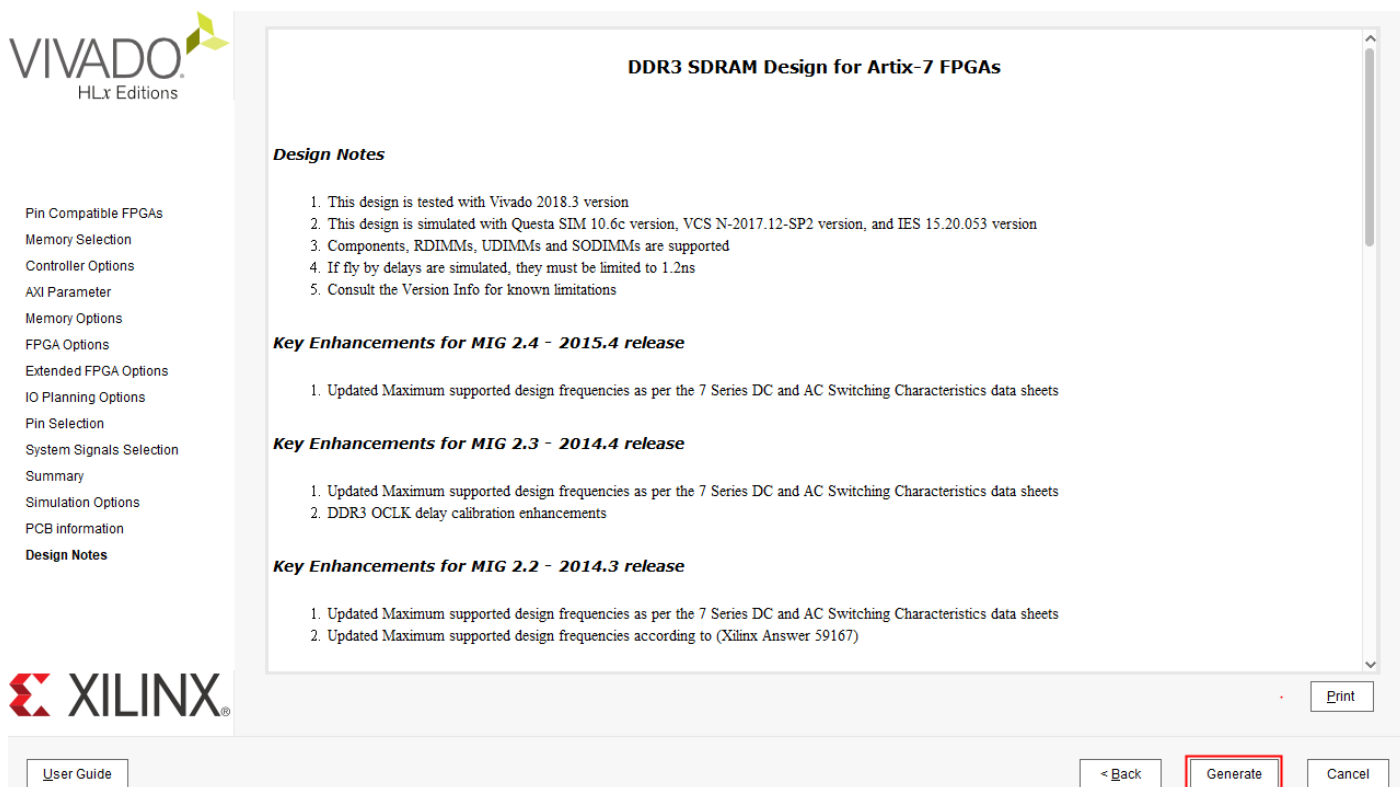 VIVADO.
HLx Editions
Pin Compatible FPGAs
Memory Selection
Controller Options
AXI Parameter
Memory Options
FPGA Options
Extended FPGA Options
IO Planning Options
Pin Selection
System Signals Selection
Summary
Simulation Options
PCB information
Design Notes
XILINX®
DDR3 SDRAM Design for Artix-7 FPGAs
Design Notes
1. This design is tested with Vivado 2018.3 version
2. This design is simulated with Questa SIM 10.6c version, VCS N-2017.12-SP2 version, and IES 15.20.053 version
3. Components, RDIMMs, UDIMMs and SODIMMs are supported
4. If fly by delays are simulated, they must be limited to 1.2ns
5. Consult the Version Info for known limitations
Key Enhancements for MIG 2.4 - 2015.4 release
1. Updated Maximum supported design frequencies as per the 7 Series DC and AC Switching Characteristics data sheets
Key Enhancements for MIG 2.3 - 2014.4 release
1. Updated Maximum supported design frequencies as per the 7 Series DC and AC Switching Characteristics data sheets
2. DDR3 OCLK delay calibration enhancements
Key Enhancements for MIG 2.2 - 2014.3 release
1. Updated Maximum supported design frequencies as per the 7 Series DC and AC Switching Characteristics data sheets
2. Updated Maximum supported design frequencies according to (Xilinx Answer 59167)
Print
User Guide
< Back
Generate
Cancel